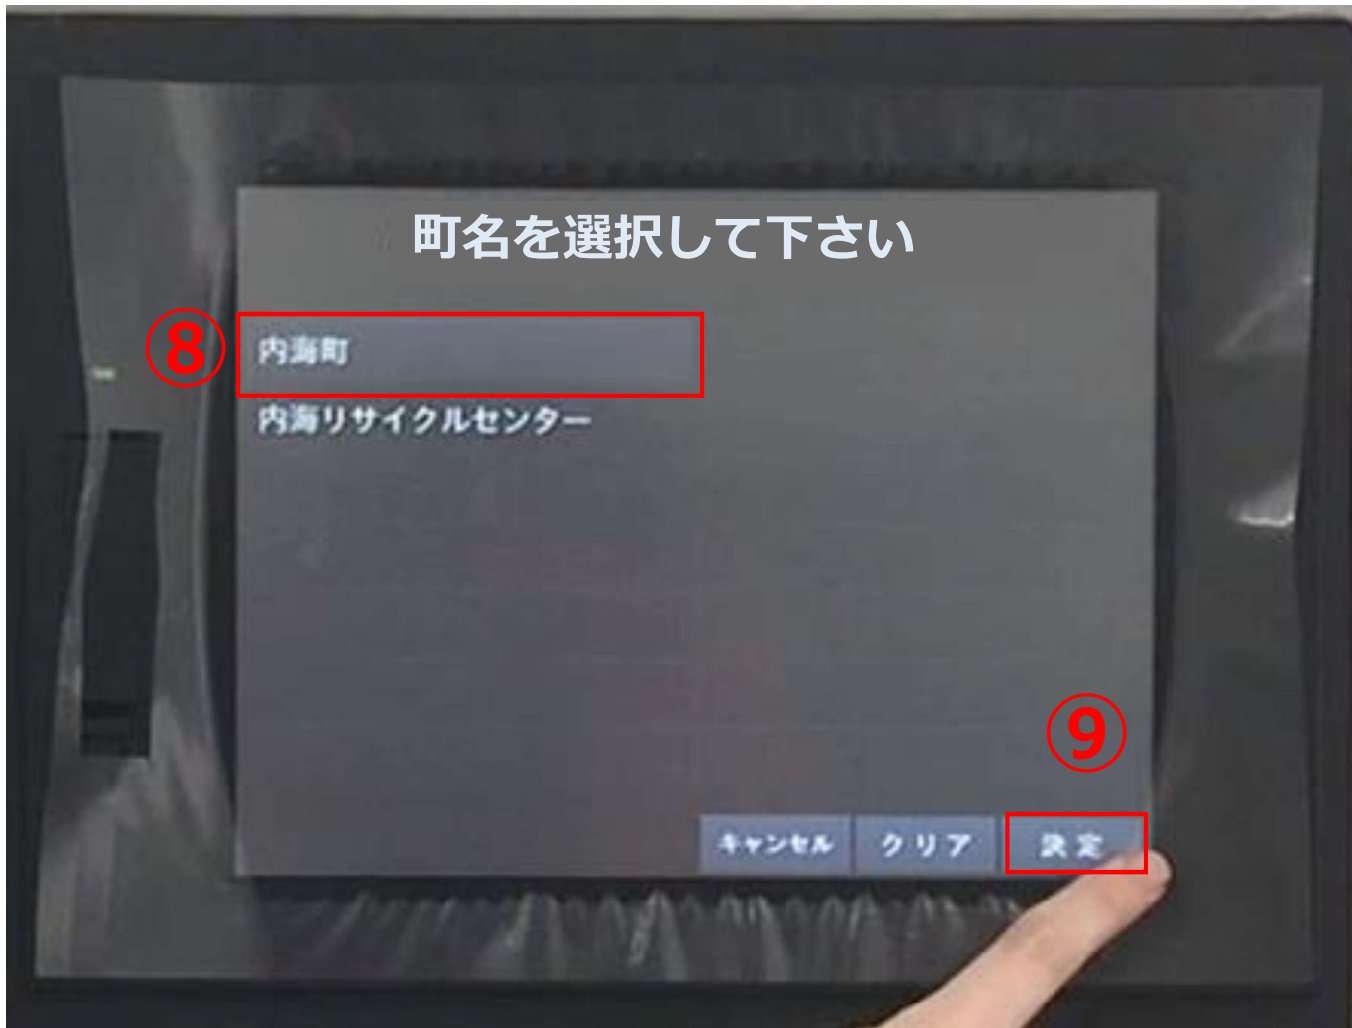 町名を選択して下さい
⑧
内海町
内海リサイクルセンター
⑨
キャンセル クリア 決定